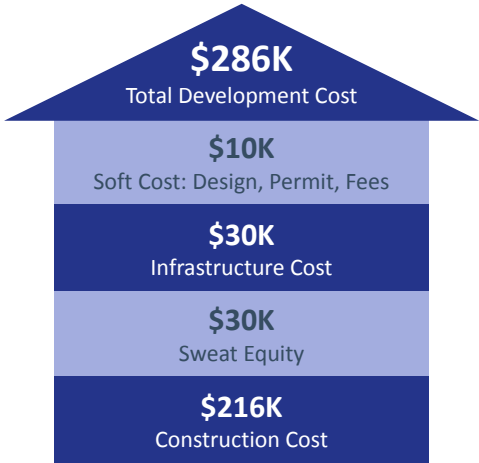 $286K
Total Development Cost
$10K
Soft Cost: Design, Permit, Fees
$30K
Infrastructure Cost
$30K
Sweat Equity
$216K
Construction Cost